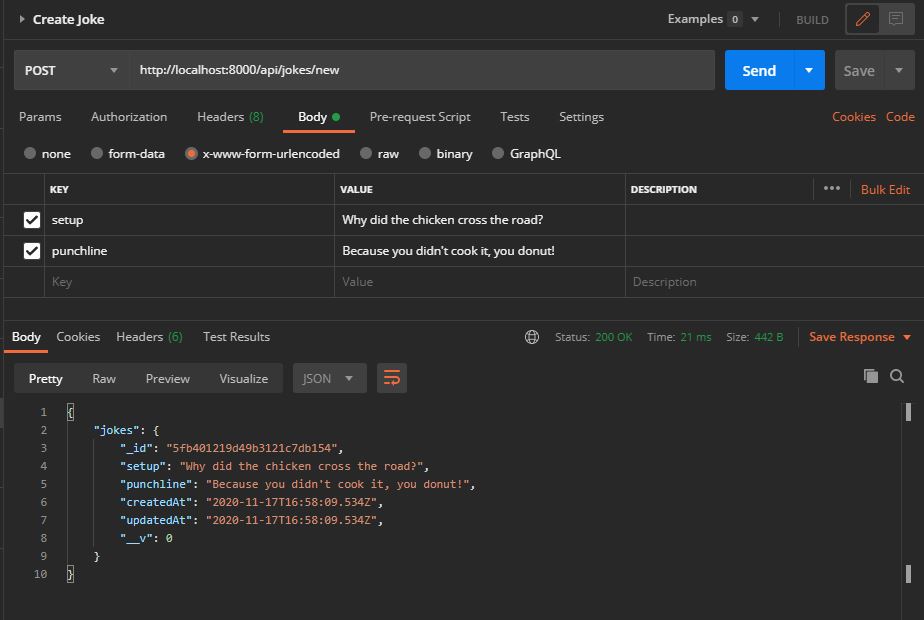 Create Joke Examples 0 BUILD
POST http://localhost:8000/api/jokes/new Send Save
Params Authorization Headers (8) Body Pre-request Script Tests Settings Cookies Code
none form-data x-www-form-urlencoded raw binary GraphQL
KEY VALUE DESCRIPTION ••• Bulk Edit
setup Why did the chicken cross the road?
punchline Because you didn't cook it, you donut!
Key Value Description
Body Cookies Headers (6) Test Results Status: 200 OK Time: 21 ms Size: 442 B Save Response
Pretty Raw Preview Visualize JSON
1 {
2 "jokes": {
3 "_id": "5fb401219d49b3121c7db154",
4 "setup": "Why did the chicken cross the road?",
5 "punchline": "Because you didn't cook it, you donut!",
6 "createdAt": "2020-11-17T16:58:09.534Z",
7 "updatedAt": "2020-11-17T16:58:09.534Z",
8 "__v": 0
9 }
10 }